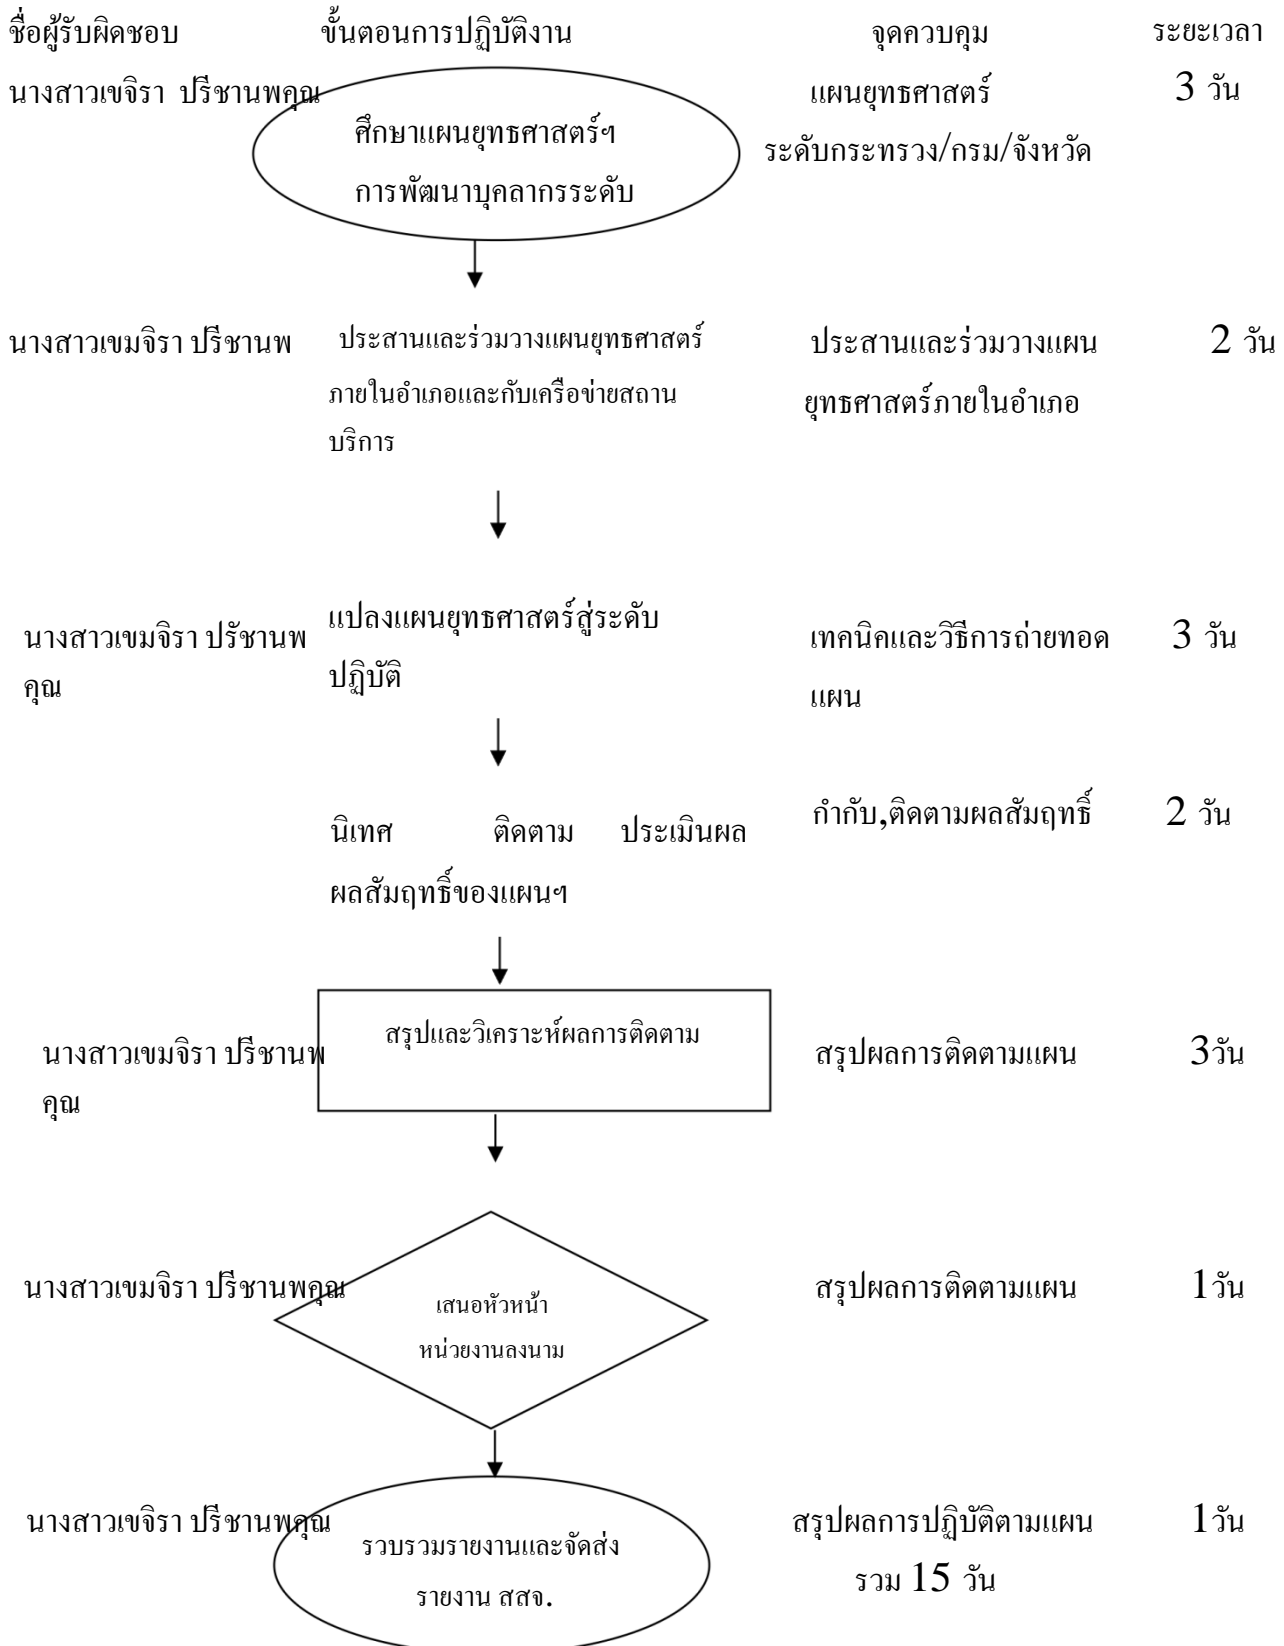 ชื่อผู้รับผิดชอบ ขั้นตอนการปฏิบัติงาน จุดควบคุม ระยะเวลา
นางสาวเขจิรา ปรีชานพคุณ แผนยุทธศาสตร์ 3 วัน
ศึกษาแผนยุทธศาสตร์ฯ ระดับกระทรวง/กรม/จังหวัด
การพัฒนาบุคลากรระดับ
นางสาวเขมจิรา ปรีชานพ ประสานและร่วมวางแผนยุทธศาสตร์ ประสานและร่วมวางแผน 2 วัน
ภายในอำเภอและกับเครือข่ายสถาน ยุทธศาสตร์ภายในอำเภอ
บริการ
แปลงแผนยุทธศาสตร์สู่ระดับ
นางสาวเขมจิรา ปรัชานพ เทคนิคและวิธีการถ่ายทอด 3 วัน
คุณ ปฏิบัติ แผน
กำกับ,ติดตามผลสัมฤทธิ์ 2 วัน
นิเทศ ติดตาม ประเมินผล
ผลสัมฤทธิ์ของแผนฯ
สรุปและวิเคราะห์ผลการติดตาม
นางสาวเขมจิรา ปรีชานพ สรุปผลการติดตามแผน 3วัน
คุณ
นางสาวเขมจิรา ปรีชานพคุณ สรุปผลการติดตามแผน 1วัน
เสนอหัวหน้า
หน่วยงานลงนาม
นางสาวเขจิรา ปรีชานพคุณ สรุปผลการปฏิบัติตามแผน 1วัน
รวบรวมรายงานและจัดส่ง
รวม 15 วัน
รายงาน สสจ.